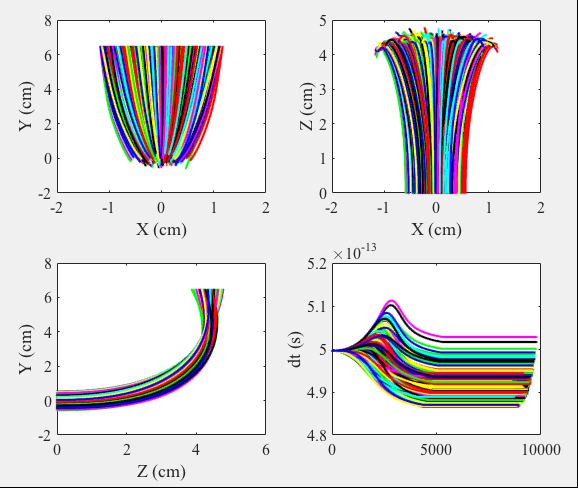 8
6
4
2
0
-2
Y (cm)
-2 -1 0 1 2
X (cm)
5
4
3
2
1
0
Z (cm)
-2 -1 0 1 2
X (cm)
8
6
4
2
0
-2
Y (cm)
0 2 4 6
Z (cm)
×10⁻¹³
5.2
5.1
5
4.9
4.8
dt (s)
0 5000 10000